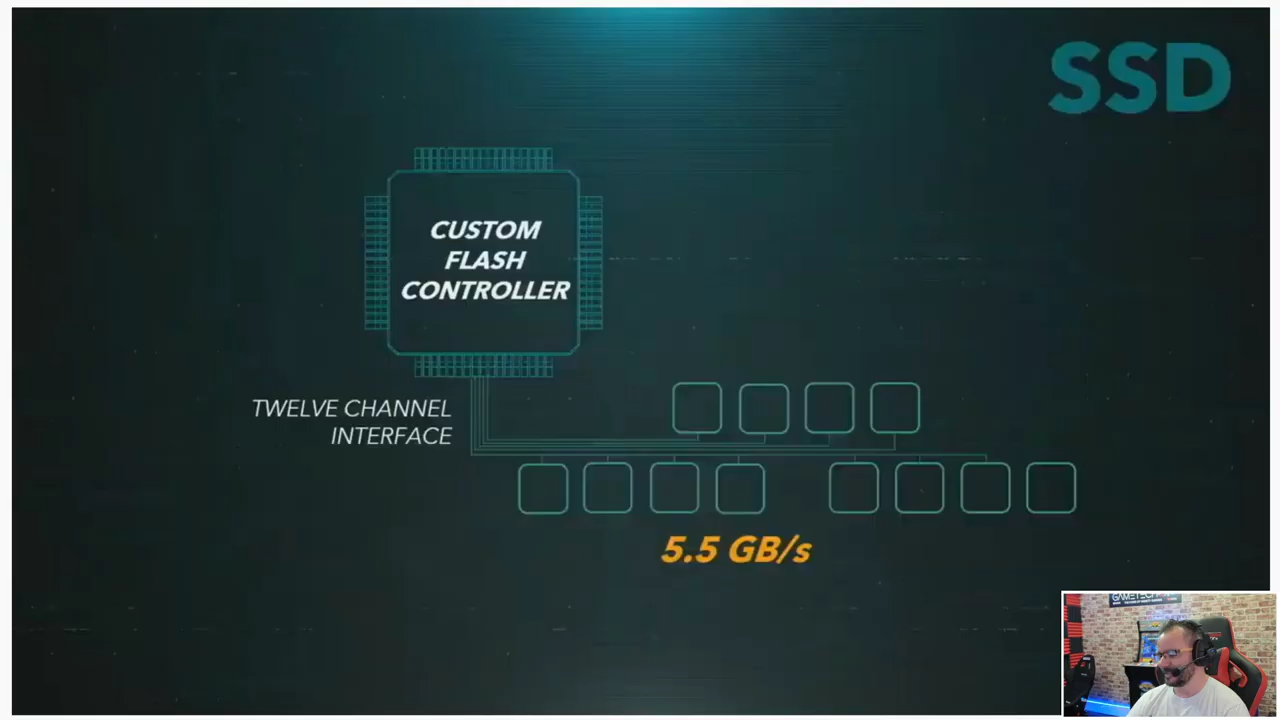 SSD
CUSTOM
FLASH
CONTROLLER
TWELVE CHANNEL
INTERFACE
5.5 GB/s